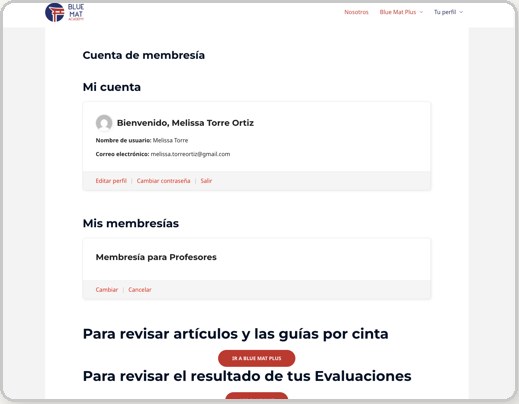 BLUE
MAT
Nosotros
Blue Mat Plus
Tu perfil
Cuenta de membresía
Mi cuenta
Bienvenido, Melissa Torre Ortiz
Nombre de usuario: Melissa Torre
Correo electrónico: melissa.torreortiz@gmail.com
Editar perfil | Cambiar contraseña | Salir
Mis membresías
Membresía para Profesores
Cambiar | Cancelar
Para revisar artículos y las guías por cinta
IR A BLUE MAT PLUS
Para revisar el resultado de tus Evaluaciones